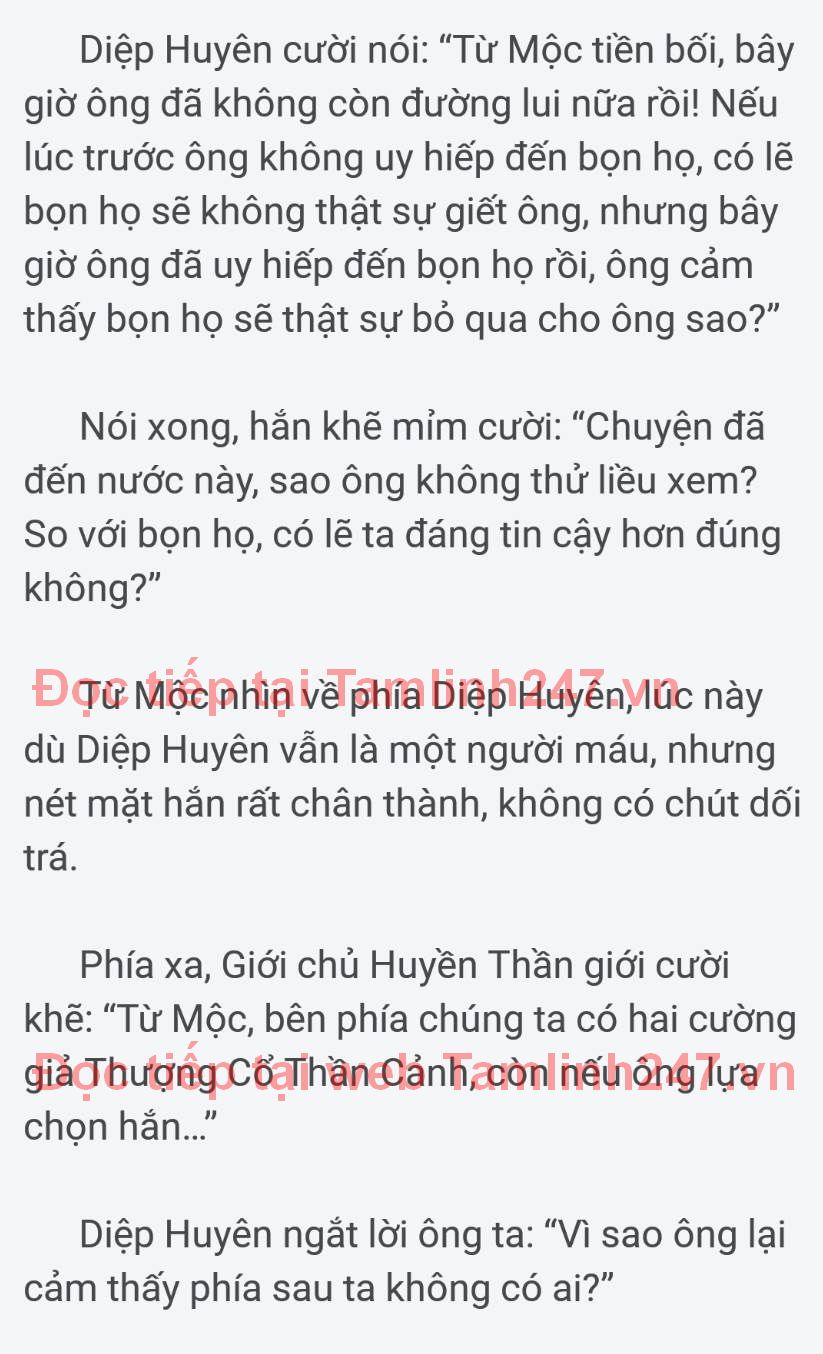 Diệp Huyên cười nói: “Từ Mộc tiền bối, bây
giờ ông đã không còn đường lui nữa rồi! Nếu
lúc trước ông không uy hiếp đến bọn họ, có lẽ
bọn họ sẽ không thật sự giết ông, nhưng bây
giờ ông đã uy hiếp đến bọn họ rồi, ông cảm
thấy bọn họ sẽ thật sự bỏ qua cho ông sao?”
Nói xong, hắn khẽ mỉm cười: “Chuyện đã
đến nước này, sao ông không thử liều xem?
So với bọn họ, có lẽ ta đáng tin cậy hơn đúng
không?”
Đọc tiếp tại Tamlinh247.vn
Từ Mộc nhìn về phía Diệp Huyên, lúc này
dù Diệp Huyên vẫn là một người máu, nhưng
nét mặt hắn rất chân thành, không có chút dối
trá.
Phía xa, Giới chủ Huyền Thần giới cười
khẽ: “Từ Mộc, bên phía chúng ta có hai cường
giả Thượng Cổ Thần Cảnh, còn nếu ông lựa
Đọc tiếp tại web Tamlinh247.vn
chọn hắn...”
Diệp Huyên ngắt lời ông ta: “Vì sao ông lại
cảm thấy phía sau ta không có ai?”